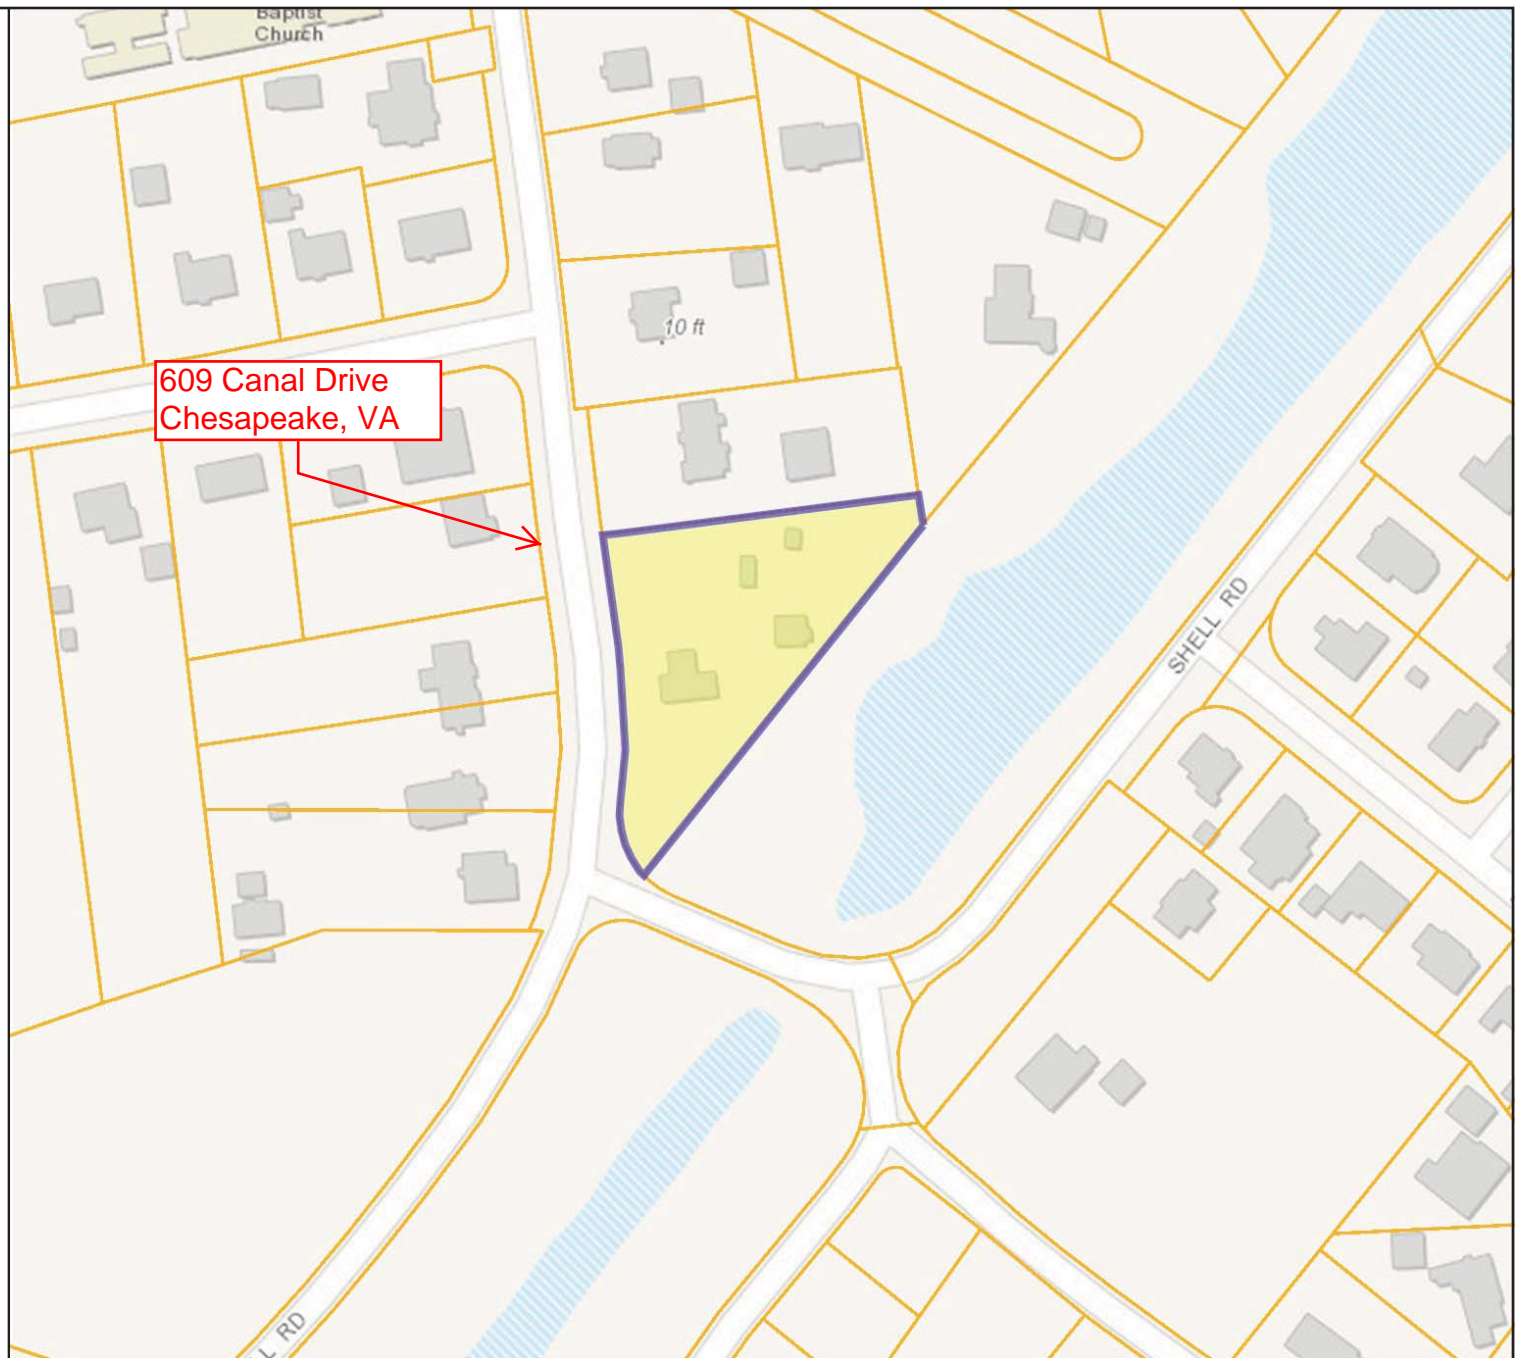 Baptist
Church
10 ft
609 Canal Drive
Chesapeake, VA
SHELL RD
L RD